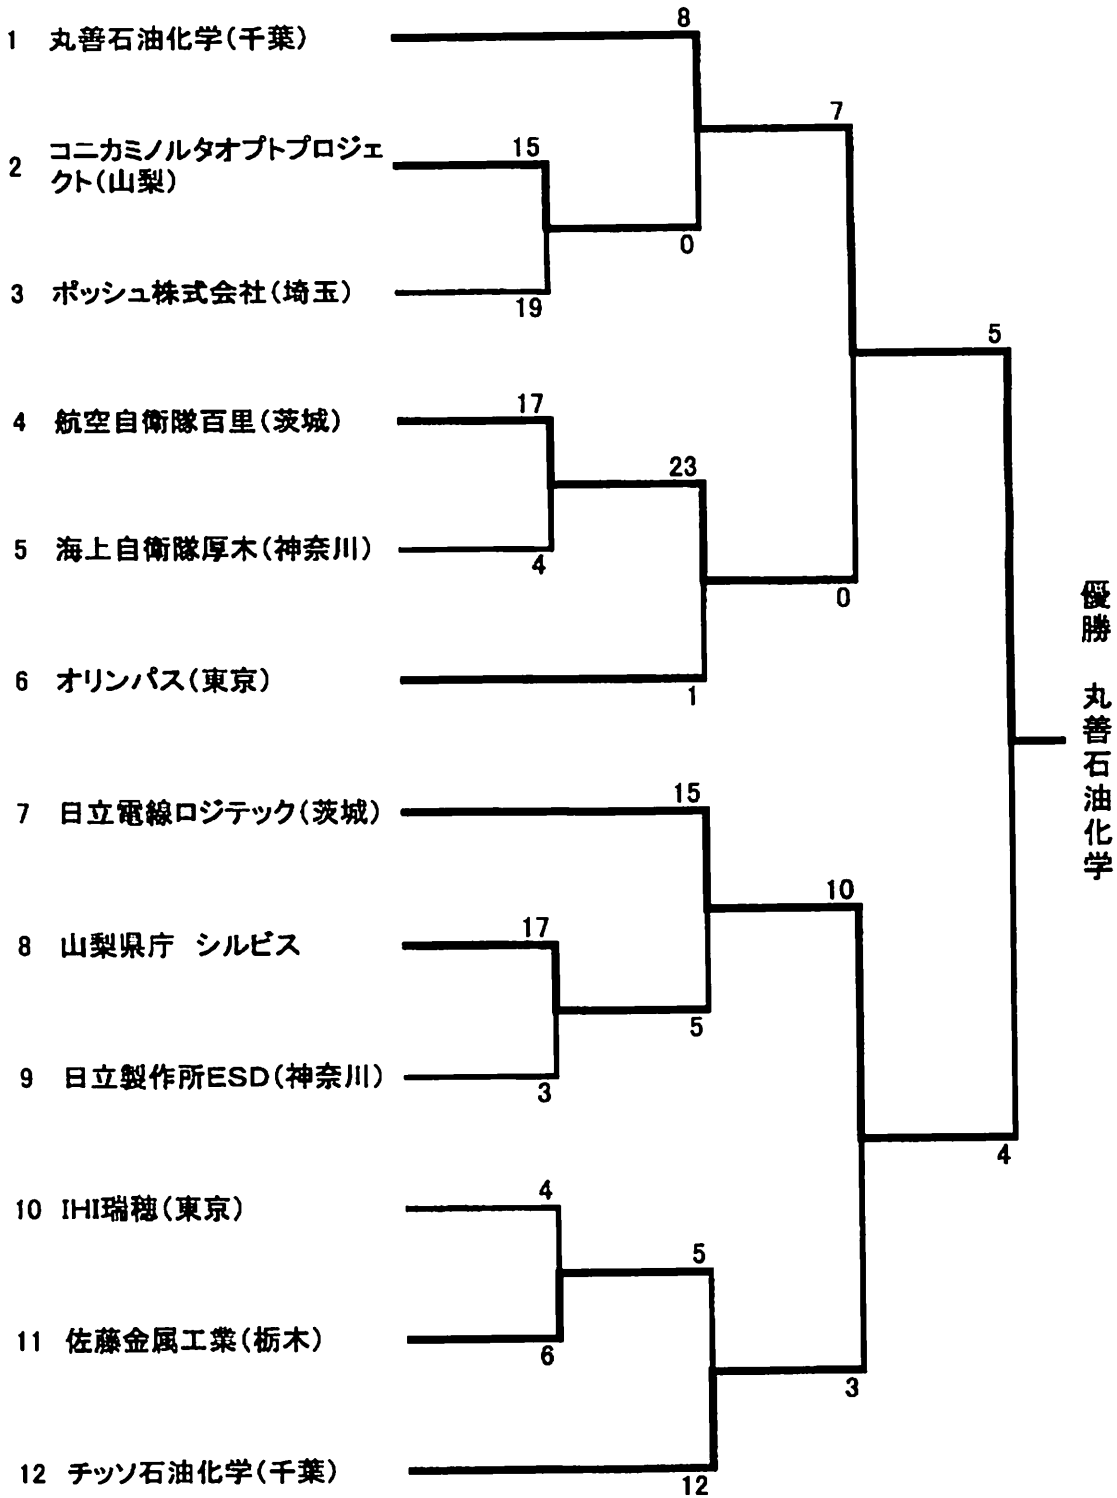 8
1 丸善石油化学(千葉)
7
2 コニカミノルタオプトプロジェ
クト(山梨)
15
0
3 ポッシュ株式会社(埼玉)
19
5
4 航空自衛隊百里(茨城)
17
23
5 海上自衛隊厚木(神奈川)
4
0
6 オリンパス(東京)
1
優勝 丸善石油化学
7 日立電線ロジテック(茨城)
15
10
8 山梨県庁 シルビス
17
5
9 日立製作所ESD(神奈川)
3
4
10 IHI瑞穂(東京)
4
5
11 佐藤金属工業(栃木)
6
3
12 チッソ石油化学(千葉)
12